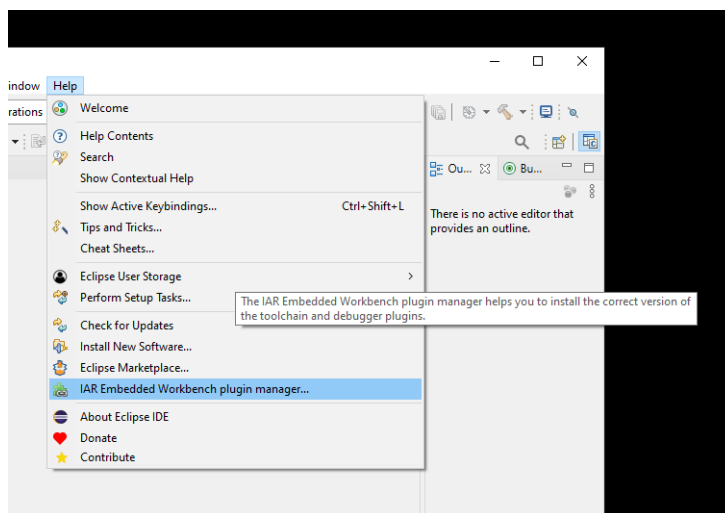 indow Help
rations
Welcome
Help Contents
Search
Show Contextual Help
Show Active Keybindings... Ctrl+Shift+L
Tips and Tricks...
Cheat Sheets...
Eclipse User Storage
Perform Setup Tasks...
Check for Updates
Install New Software...
Eclipse Marketplace...
IAR Embedded Workbench plugin manager...
About Eclipse IDE
Donate
Contribute
The IAR Embedded Workbench plugin manager helps you to install the correct version of
the toolchain and debugger plugins.
Ou... Bu...
There is no active editor that
provides an outline.